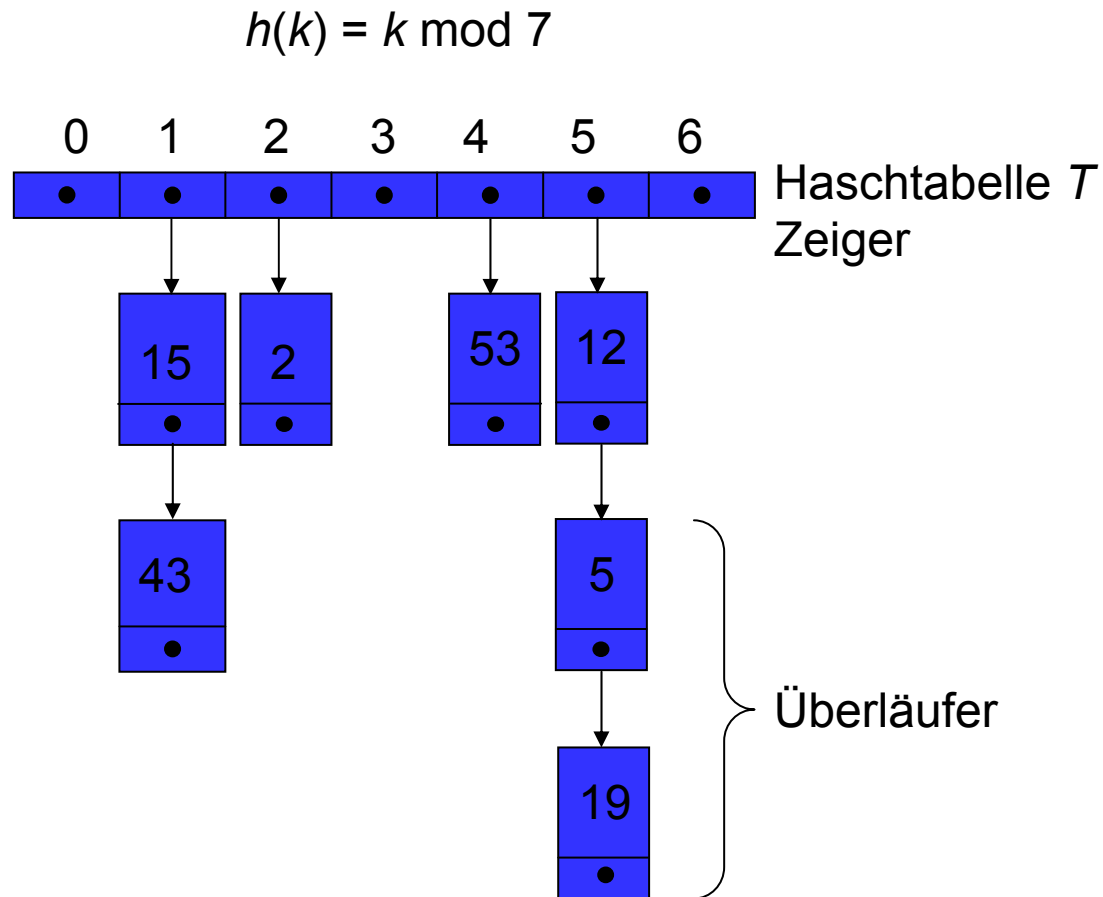 h(k) = k mod 7
0 1 2 3 4 5 6
Haschtabelle T
Zeiger
15 2 53 12
43 5
Überläufer
19